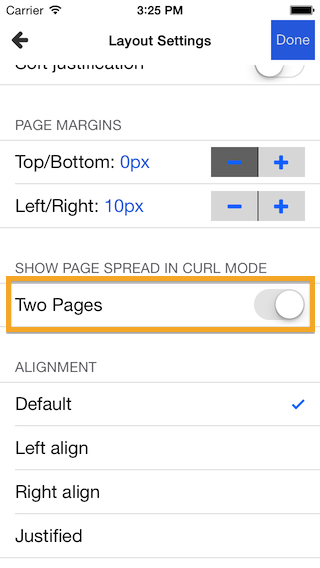 Carrier 3:25 PM
Layout Settings Done
Soft justification
PAGE MARGINS
Top/Bottom: 0px
Left/Right: 10px
SHOW PAGE SPREAD IN CURL MODE
Two Pages
ALIGNMENT
Default
Left align
Right align
Justified